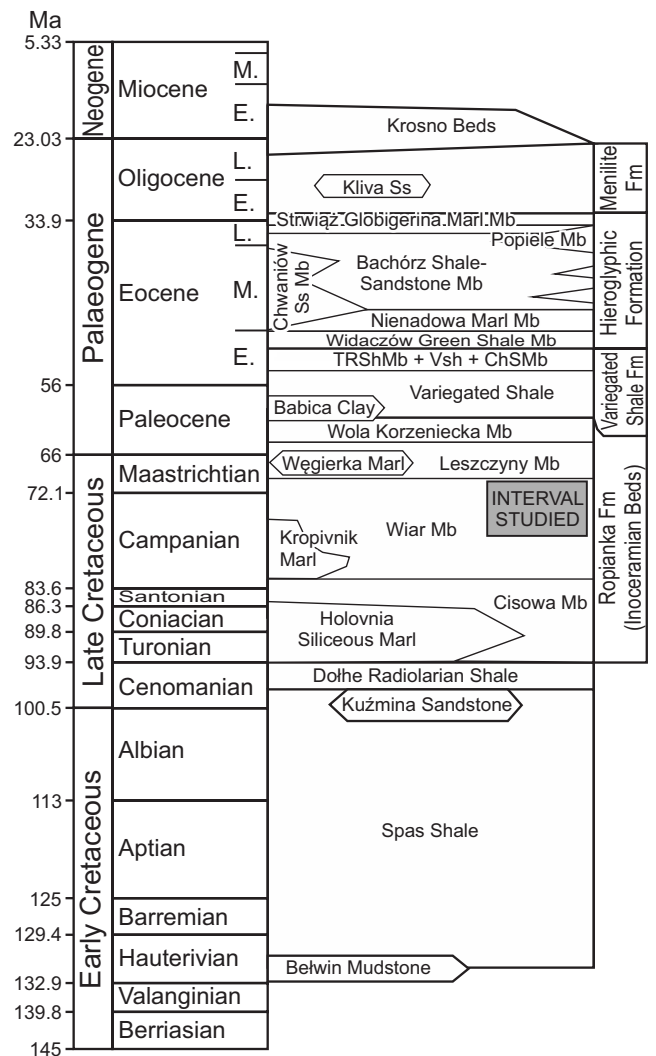 Ma
5.33
23.03
33.9
56
66
72.1
83.6
86.3
89.8
93.9
100.5
113
125
129.4
132.9
139.8
145
Neogene
Palaeogene
Late Cretaceous
Early Cretaceous
Miocene
M.
E.
Oligocene
L.
E.
Eocene
L.
M.
E.
Paleocene
Maastrichtian
Campanian
Santonian
Coniacian
Turonian
Cenomanian
Albian
Aptian
Barremian
Hauterivian
Valanginian
Berriasian
Krosno Beds
Kliva Ss
Strwiąż Globigerina Marl Mb
Popiele Mb
Chwaniów
Ss Mb
Bachórz Shale-
Sandstone Mb
Nienadowa Marl Mb
Widaczów Green Shale Mb
TRShMb + Vsh + ChSMb
Variegated Shale
Babica Clay
Wola Korzeniecka Mb
Węgierka Marl
Leszczyny Mb
INTERVAL
STUDIED
Wiar Mb
Kropivnik
Marl
Cisowa Mb
Holovnia
Siliceous Marl
Dołhe Radiolarian Shale
Kuźmina Sandstone
Spas Shale
Bełwin Mudstone
Menilite
Fm
Hieroglyphic
Formation
Variegated
Shale Fm
Ropianka Fm
(Inoceramian Beds)